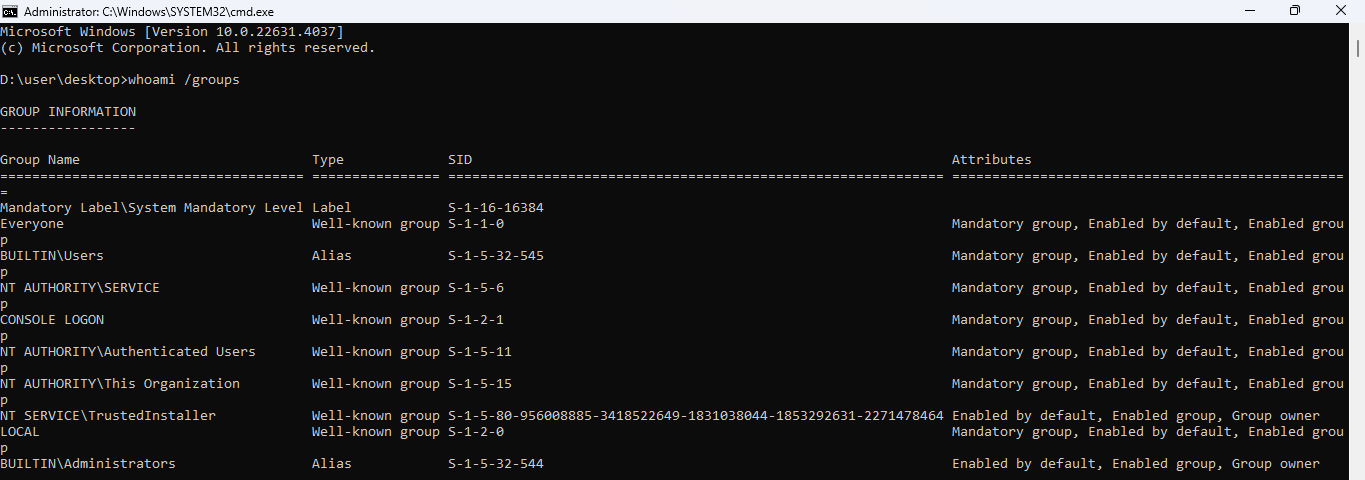 Administrator: C:\Windows\SYSTEM32\cmd.exe
Microsoft Windows [Version 10.0.22631.4037]
(c) Microsoft Corporation. All rights reserved.
D:\user\desktop>whoami /groups
GROUP INFORMATION
-----------------
Group Name                             Type             SID                                                            Attributes
====================================== ================ ============================================================== =================================================
=
Mandatory Label\System Mandatory Level Label            S-1-16-16384
Everyone                               Well-known group S-1-1-0                                                        Mandatory group, Enabled by default, Enabled grou
p
BUILTIN\Users                          Alias            S-1-5-32-545                                                   Mandatory group, Enabled by default, Enabled grou
p
NT AUTHORITY\SERVICE                   Well-known group S-1-5-6                                                        Mandatory group, Enabled by default, Enabled grou
p
CONSOLE LOGON                          Well-known group S-1-2-1                                                        Mandatory group, Enabled by default, Enabled grou
p
NT AUTHORITY\Authenticated Users       Well-known group S-1-5-11                                                       Mandatory group, Enabled by default, Enabled grou
p
NT AUTHORITY\This Organization         Well-known group S-1-5-15                                                       Mandatory group, Enabled by default, Enabled grou
p
NT SERVICE\TrustedInstaller            Well-known group S-1-5-80-956008885-3418522649-1831038044-1853292631-2271478464 Enabled by default, Enabled group, Group owner
LOCAL                                  Well-known group S-1-2-0                                                        Mandatory group, Enabled by default, Enabled grou
p
BUILTIN\Administrators                 Alias            S-1-5-32-544                                                   Enabled by default, Enabled group, Group owner